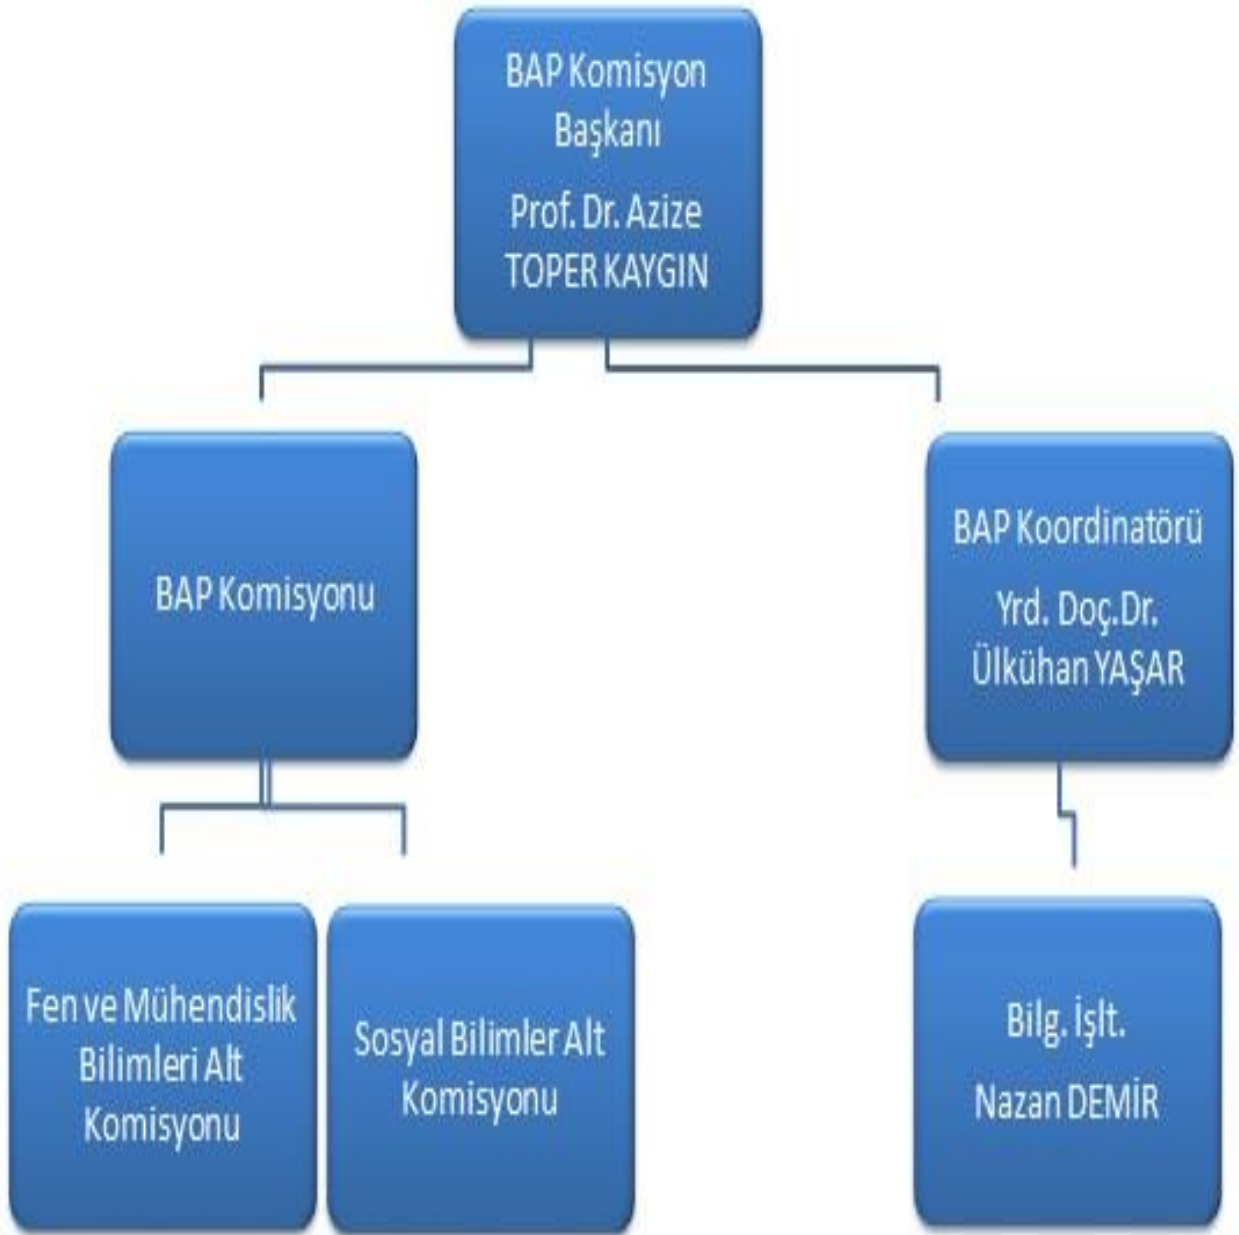 BAP Komisyon
Başkanı
Prof. Dr. Azize
TOPER KAYGIN
BAP Komisyonu
BAP Koordinatörü
Yrd. Doç.Dr.
Ülkühan YAŞAR
Fen ve Mühendislik
Bilimleri Alt
Komisyonu
Sosyal Bilimler Alt
Komisyonu
Bilg. İşlt.
Nazan DEMİR